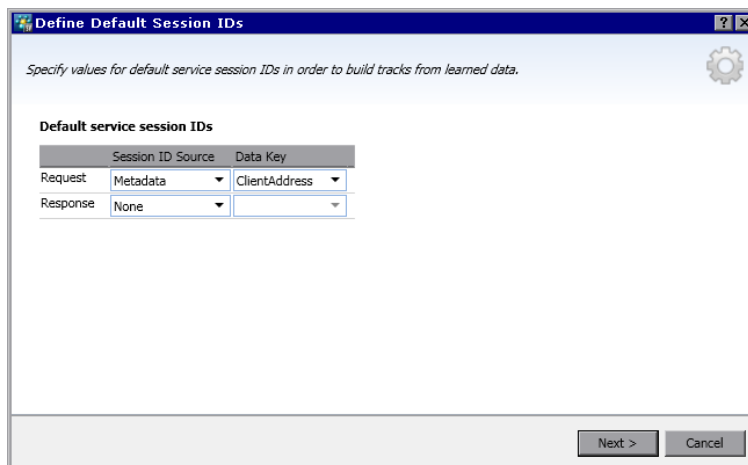 Define Default Session IDs
Specify values for default service session IDs in order to build tracks from learned data.
Default service session IDs
Session ID Source Data Key
Request Metadata ClientAddress
Response None
Next > Cancel